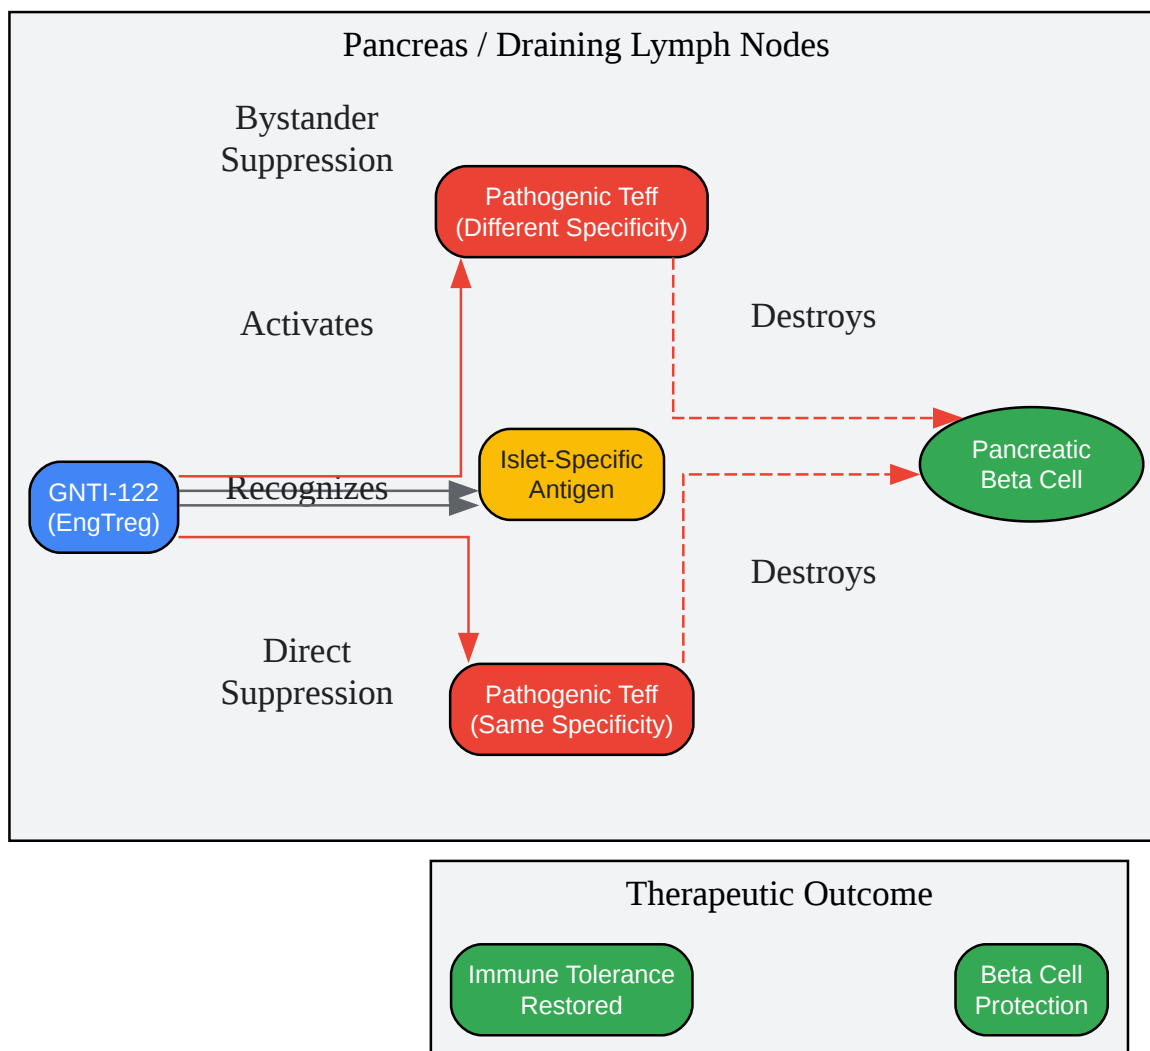 Pancreas / Draining Lymph Nodes
Bystander
Suppression
Pathogenic Teff
(Different Specificity)
Activates
Destroys
GNTI-122
(EngTreg)
Recognizes
Islet-Specific
Antigen
Pancreatic
Beta Cell
Destroys
Direct
Suppression
Pathogenic Teff
(Same Specificity)
Therapeutic Outcome
Immune Tolerance
Restored
Beta Cell
Protection